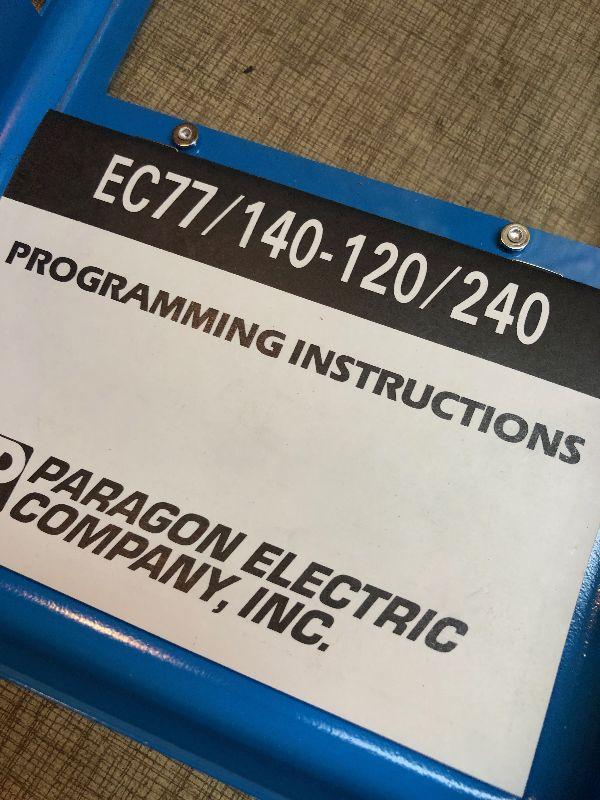 EC77/140-120/240
PROGRAMMING INSTRUCTIONS
PARAGON ELECTRIC
COMPANY, INC.